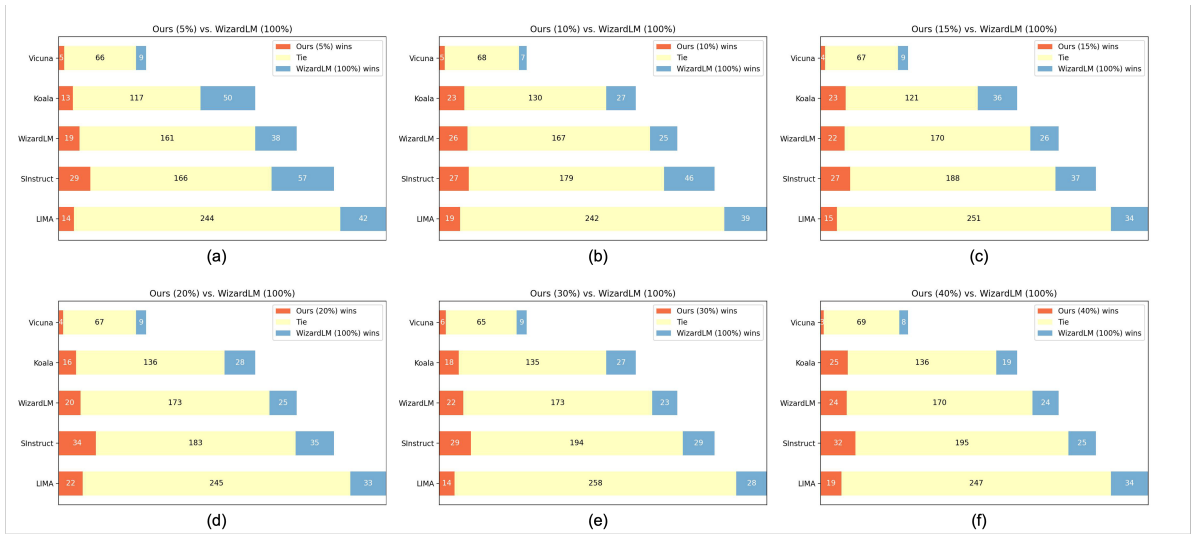 Ours (5%) vs. WizardLM (100%)
Ours (5%) wins
Tie
WizardLM (100%) wins
Vicuna 5 66 9
Koala 13 117 50
WizardLM 19 161 38
SInstruct 29 166 57
LIMA 14 244 42
(a)
Ours (10%) vs. WizardLM (100%)
Ours (10%) wins
Tie
WizardLM (100%) wins
Vicuna 5 68 7
Koala 23 130 27
WizardLM 26 167 25
SInstruct 27 179 46
LIMA 19 242 39
(b)
Ours (15%) vs. WizardLM (100%)
Ours (15%) wins
Tie
WizardLM (100%) wins
Vicuna 4 67 9
Koala 23 121 36
WizardLM 22 170 26
SInstruct 27 188 37
LIMA 15 251 34
(c)
Ours (20%) vs. WizardLM (100%)
Ours (20%) wins
Tie
WizardLM (100%) wins
Vicuna 4 67 9
Koala 16 136 28
WizardLM 20 173 25
SInstruct 34 183 35
LIMA 22 245 33
(d)
Ours (30%) vs. WizardLM (100%)
Ours (30%) wins
Tie
WizardLM (100%) wins
Vicuna 6 65 9
Koala 18 135 27
WizardLM 22 173 23
SInstruct 29 194 29
LIMA 14 258 28
(e)
Ours (40%) vs. WizardLM (100%)
Ours (40%) wins
Tie
WizardLM (100%) wins
Vicuna 3 69 8
Koala 25 136 19
WizardLM 24 170 24
SInstruct 32 195 25
LIMA 19 247 34
(f)